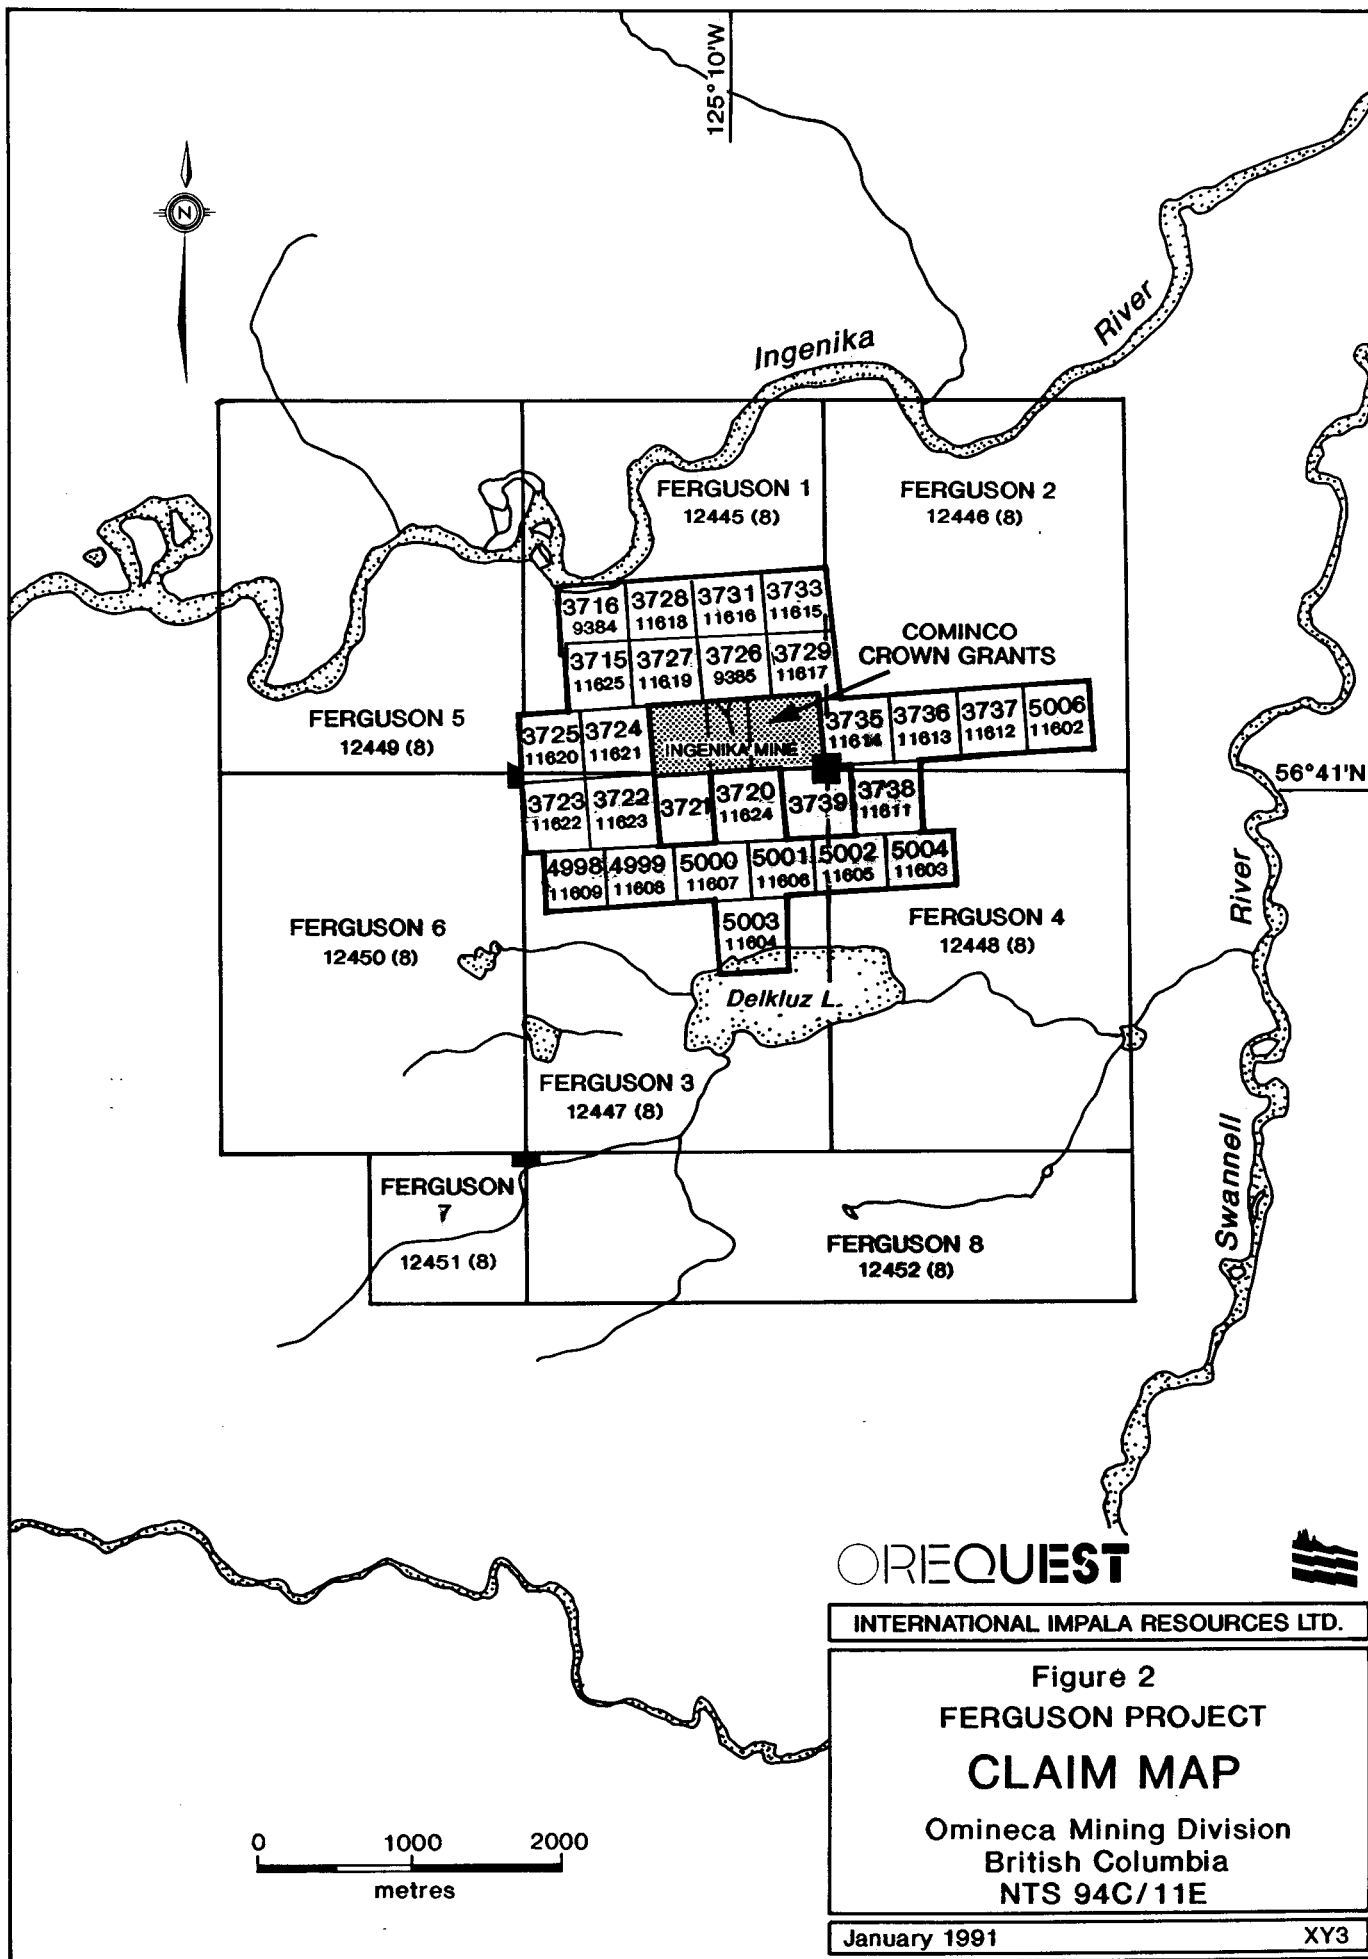 125°10'W
N
Ingenika
River
FERGUSON 1
12445 (8)
FERGUSON 2
12446 (8)
3716
9384
3728
11618
3731
11616
3733
11615
3715
11625
3727
11619
3726
9385
3729
11617
COMINCO
CROWN GRANTS
FERGUSON 5
12449 (8)
3725
11620
3724
11621
INGENIKA MINE
3735
11614
3736
11613
3737
11612
5006
11602
56°41'N
3723
11622
3722
11623
3721
3720
11624
3739
3738
11611
4998
11609
4999
11608
5000
11607
5001
11606
5002
11605
5004
11603
5003
11604
FERGUSON 6
12450 (8)
FERGUSON 4
12448 (8)
Delkluz L.
River
Swannell
FERGUSON 3
12447 (8)
FERGUSON
7
12451 (8)
FERGUSON 8
12452 (8)
OREQUEST
INTERNATIONAL IMPALA RESOURCES LTD.
Figure 2
FERGUSON PROJECT
CLAIM MAP
Omineca Mining Division
British Columbia
NTS 94C/11E
January 1991 XY3
0 1000 2000
metres